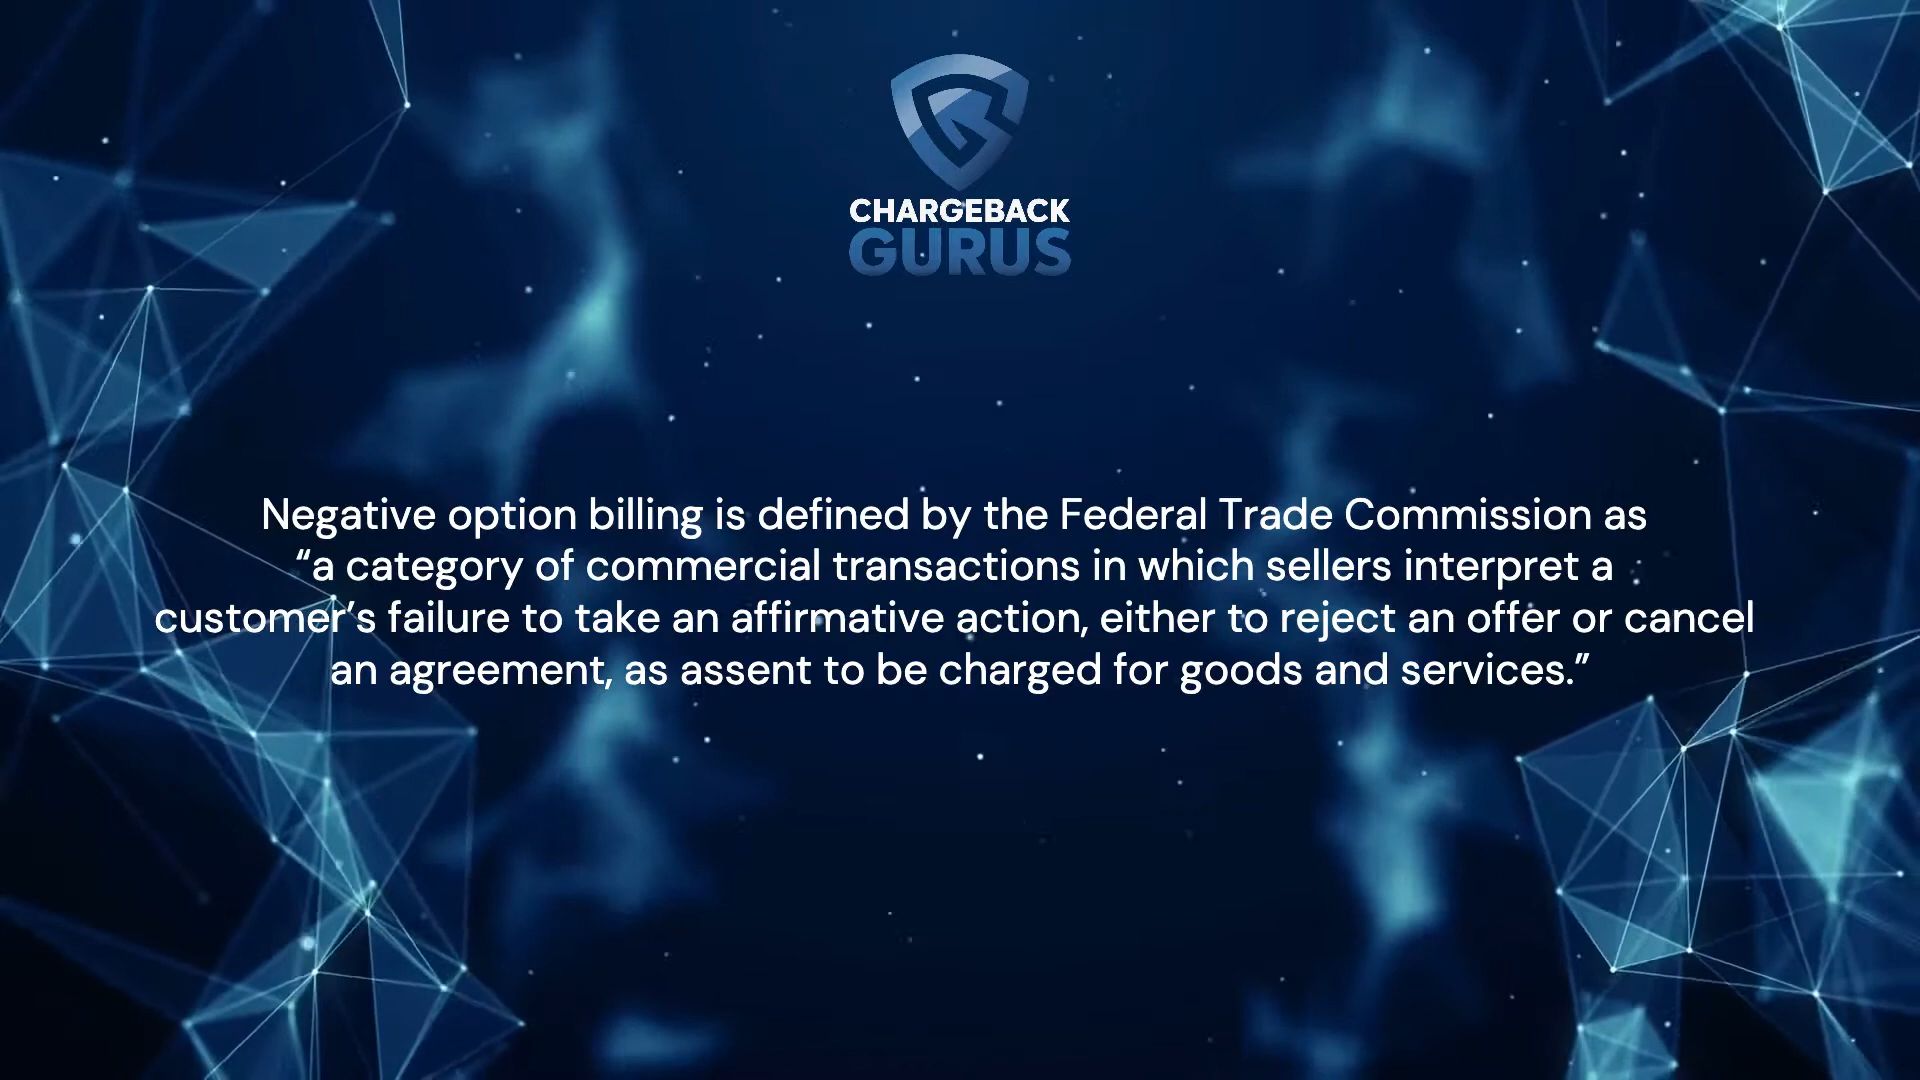 CHARGEBACK
GURUS
Negative option billing is defined by the Federal Trade Commission as
“a category of commercial transactions in which sellers interpret a
customer’s failure to take an affirmative action, either to reject an offer or cancel
an agreement, as assent to be charged for goods and services.”